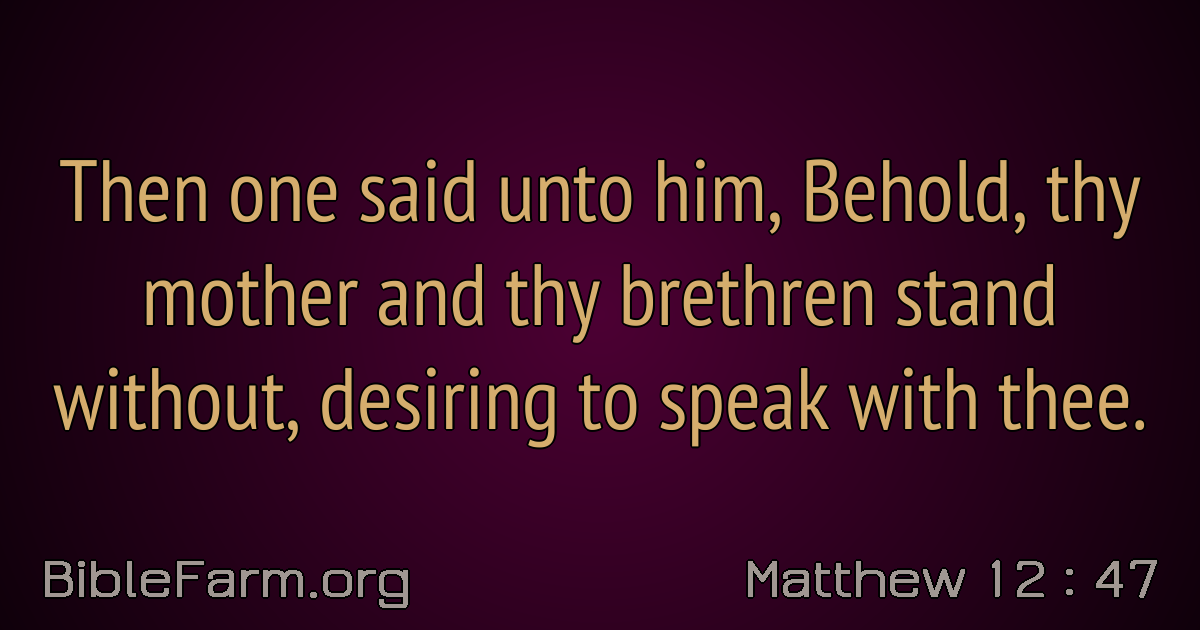 Then one said unto him, Behold, thy
mother and thy brethren stand
without, desiring to speak with thee.
BibleFarm.org
Matthew 12 : 47